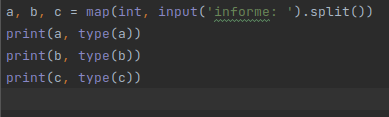 a, b, c = map(int, input('informe: ').split())
print(a, type(a))
print(b, type(b))
print(c, type(c))